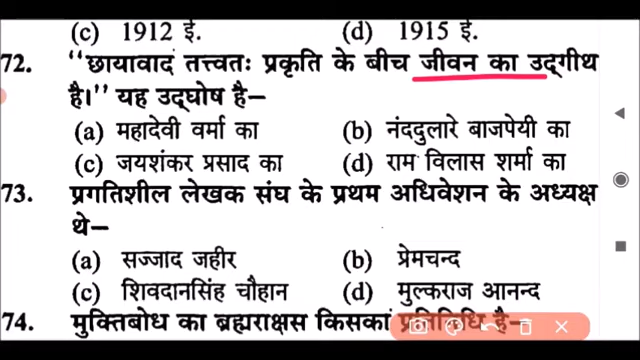 (c) 1912 ई. (d) 1915 ई.
72. ‘‘छायावाद तत्त्वतः प्रकृति के बीच जीवन का उद्गीथ
है।’’ यह उद्घोष है–
(a) महादेवी वर्मा का (b) नंददुलारे बाजपेयी का
(c) जयशंकर प्रसाद का (d) राम विलास शर्मा का
73. प्रगतिशील लेखक संघ के प्रथम अधिवेशन के अध्यक्ष
थे–
(a) सज्जाद जहीर (b) प्रेमचन्द
(c) शिवदानसिंह चौहान (d) मुल्कराज आनन्द
74. मुक्तिबोध का ब्रह्मराक्षस किसका प्रतिनिधि है–